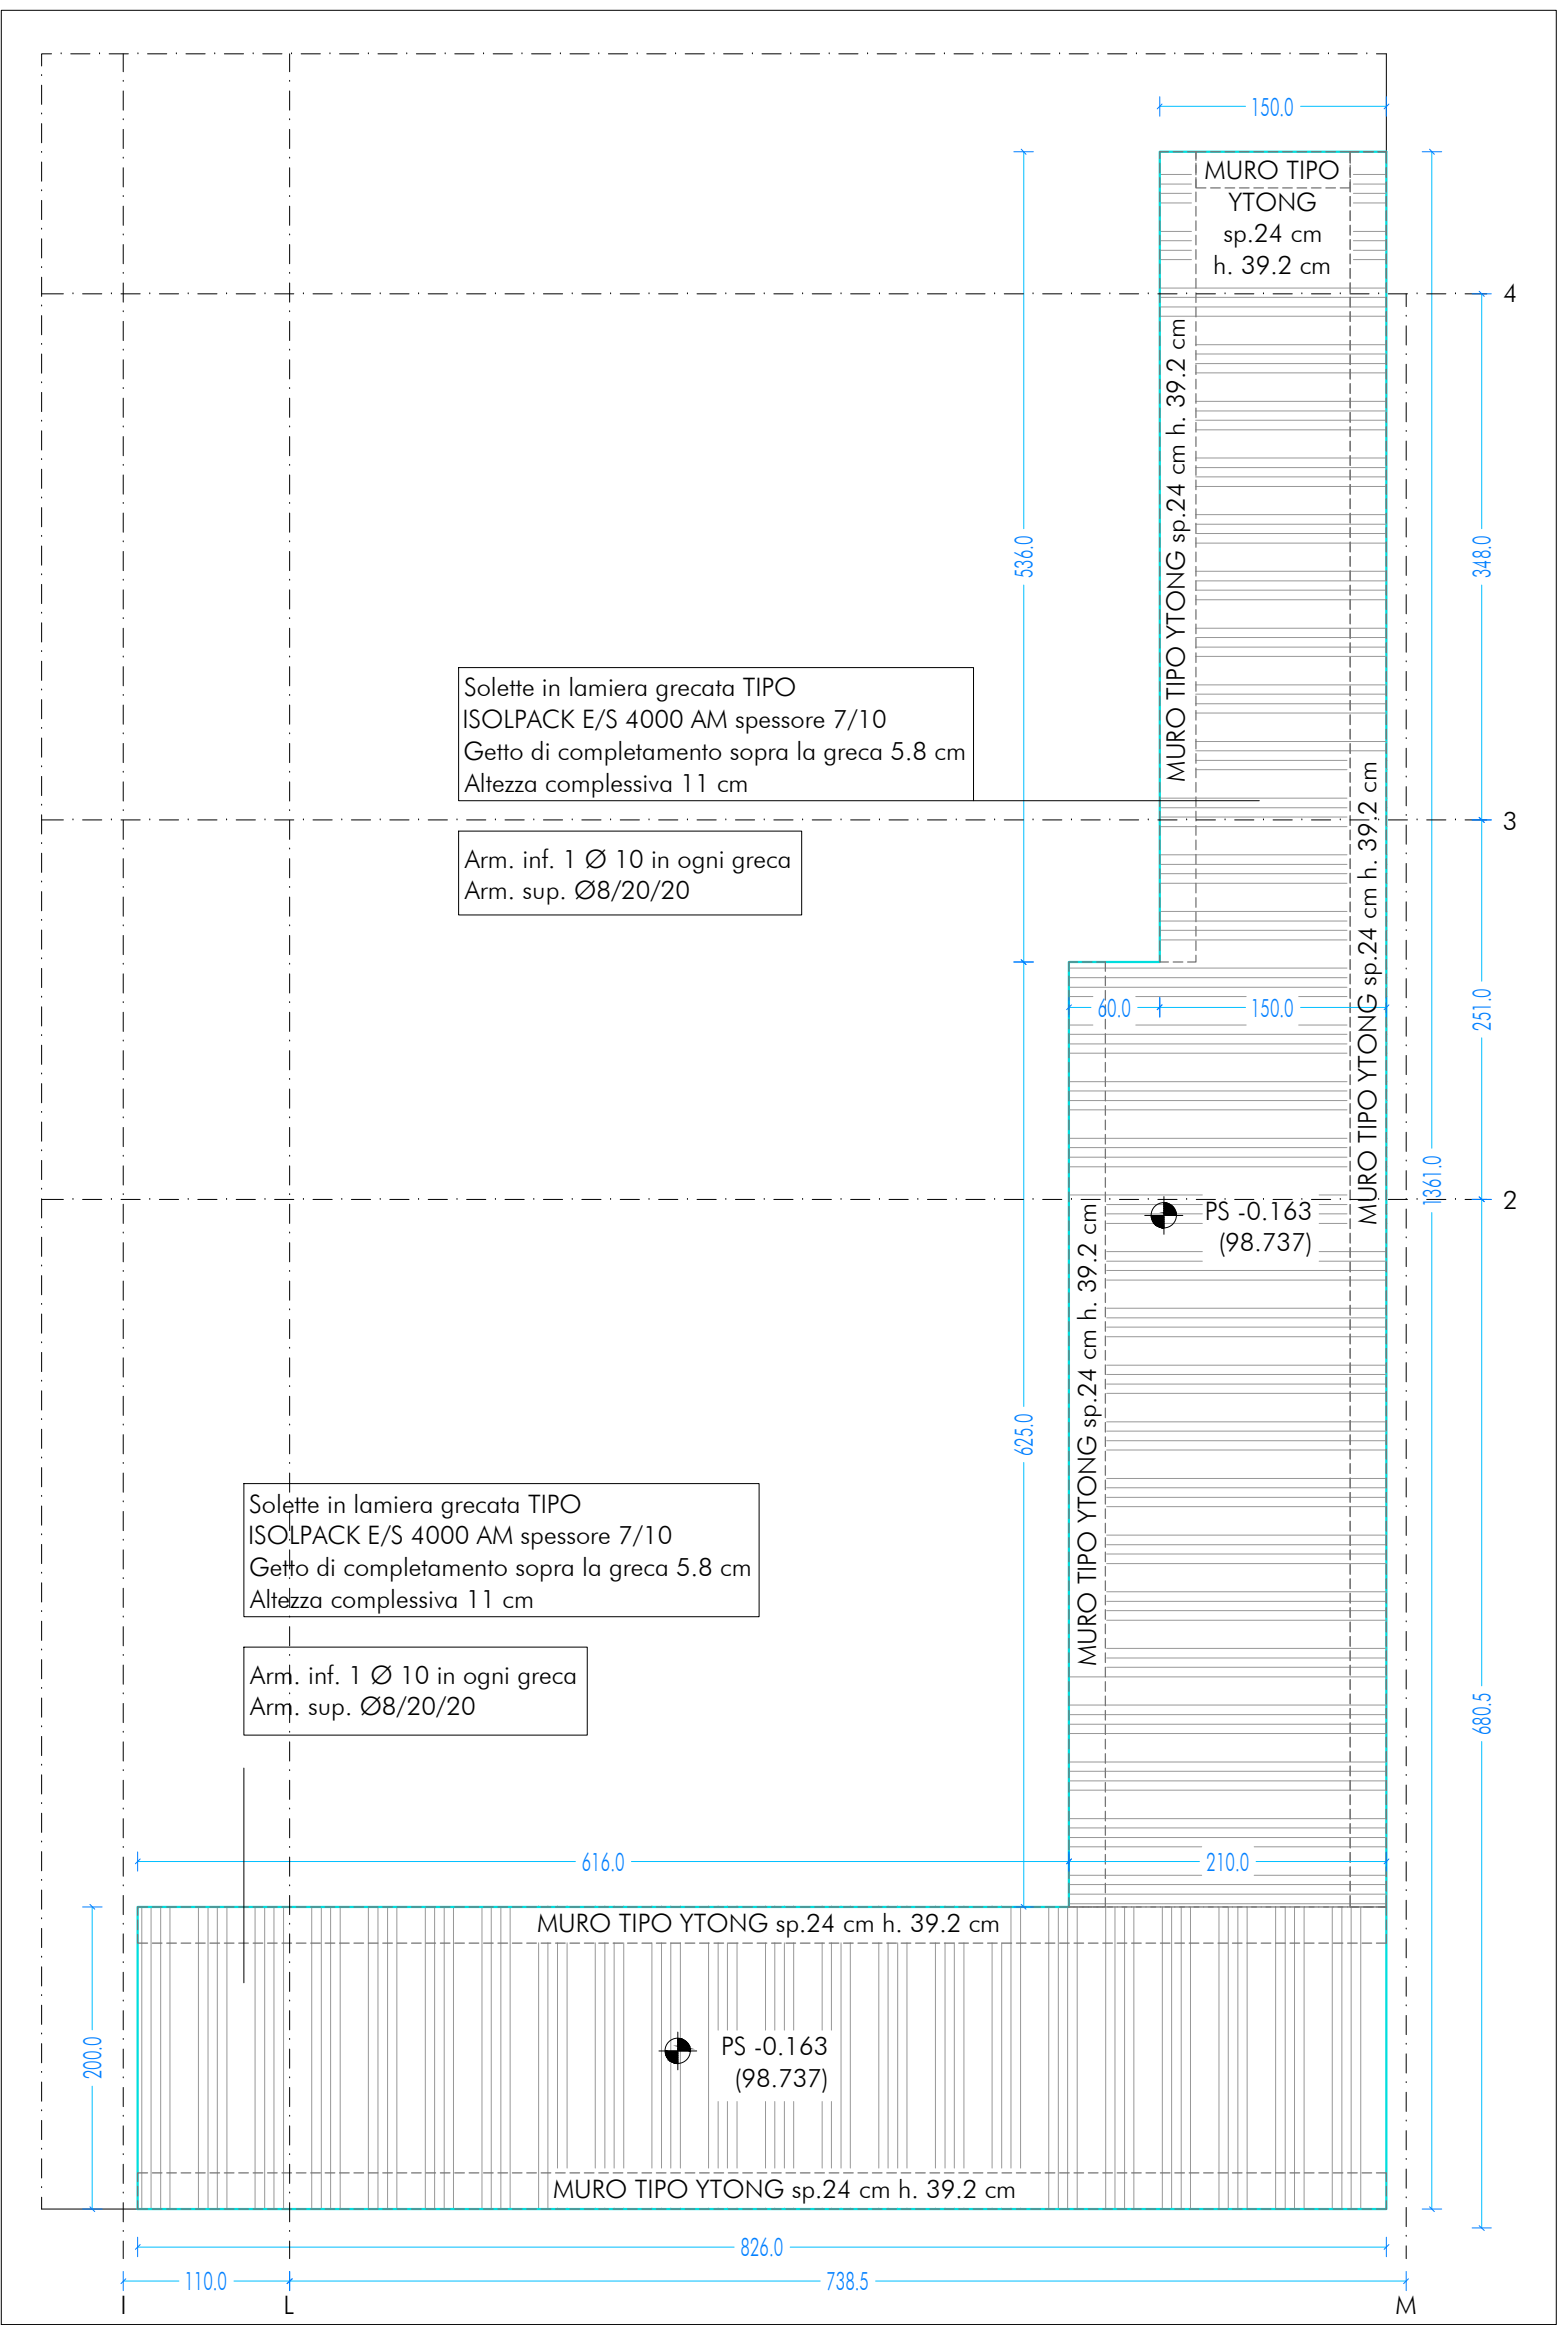 150.0
MURO TIPO
YTONG
sp.24 cm
h. 39.2 cm
4
MURO TIPO YTONG sp.24 cm h. 39.2 cm
536.0
348.0
Solette in lamiera grecata TIPO
ISOLPACK E/S 4000 AM spessore 7/10
Getto di completamento sopra la greca 5.8 cm
Altezza complessiva 11 cm
3
Arm. inf. 1 Ø 10 in ogni greca
Arm. sup. Ø8/20/20
MURO TIPO YTONG sp.24 cm h. 39.2 cm
60.0
150.0
251.0
1361.0
2
PS -0.163
(98.737)
MURO TIPO YTONG sp.24 cm h. 39.2 cm
625.0
Solette in lamiera grecata TIPO
ISOLPACK E/S 4000 AM spessore 7/10
Getto di completamento sopra la greca 5.8 cm
Altezza complessiva 11 cm
Arm. inf. 1 Ø 10 in ogni greca
Arm. sup. Ø8/20/20
680.5
616.0
210.0
MURO TIPO YTONG sp.24 cm h. 39.2 cm
200.0
PS -0.163
(98.737)
MURO TIPO YTONG sp.24 cm h. 39.2 cm
826.0
110.0
738.5
I
L
M